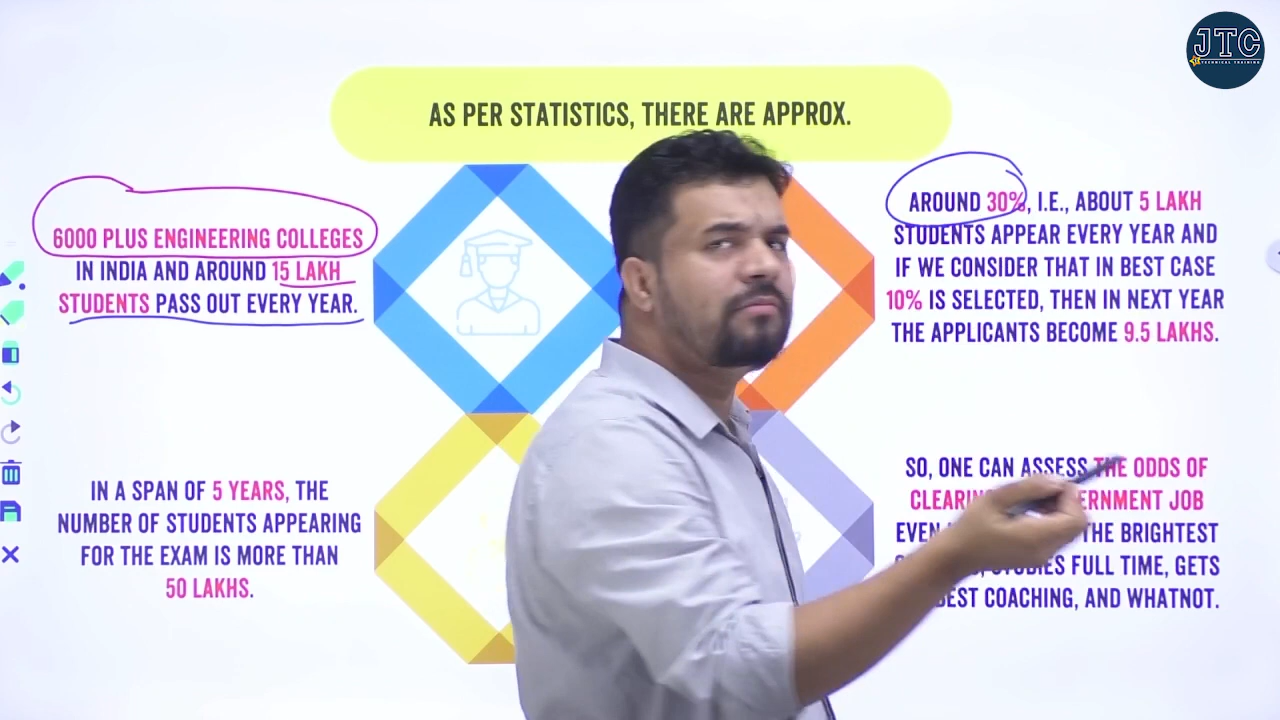 JTC
TECHNICAL TRAINING
AS PER STATISTICS, THERE ARE APPROX.
6000 PLUS ENGINEERING COLLEGES
IN INDIA AND AROUND 15 LAKH
STUDENTS PASS OUT EVERY YEAR.
AROUND 30%, I.E., ABOUT 5 LAKH
STUDENTS APPEAR EVERY YEAR AND
IF WE CONSIDER THAT IN BEST CASE
10% IS SELECTED, THEN IN NEXT YEAR
THE APPLICANTS BECOME 9.5 LAKHS.
IN A SPAN OF 5 YEARS, THE
NUMBER OF STUDENTS APPEARING
FOR THE EXAM IS MORE THAN
50 LAKHS.
SO, ONE CAN ASSESS THE ODDS OF
JOB
THE BRIGHTEST
FULL TIME, GETS
BEST COACHING, AND WHATNOT.